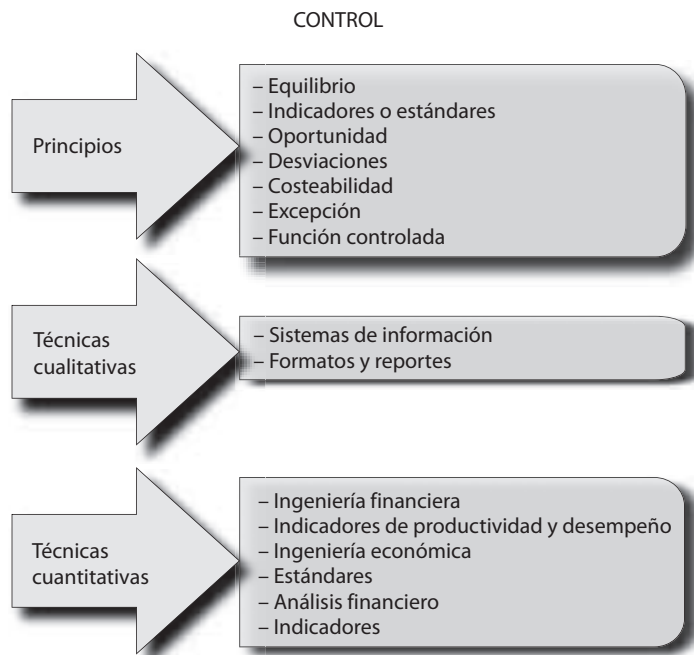 CONTROL
Principios
– Equilibrio
– Indicadores o estándares
– Oportunidad
– Desviaciones
– Costeabilidad
– Excepción
– Función controlada
Técnicas
cualitativas
– Sistemas de información
– Formatos y reportes
Técnicas
cuantitativas
– Ingeniería financiera
– Indicadores de productividad y desempeño
– Ingeniería económica
– Estándares
– Análisis financiero
– Indicadores